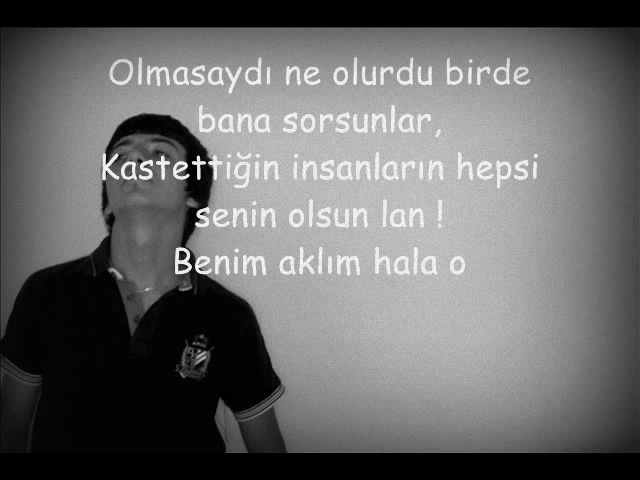 Olmasaydı ne olurdu birde
bana sorsunlar,
Kastettiğin insanların hepsi
senin olsun lan !
Benim aklım hala o